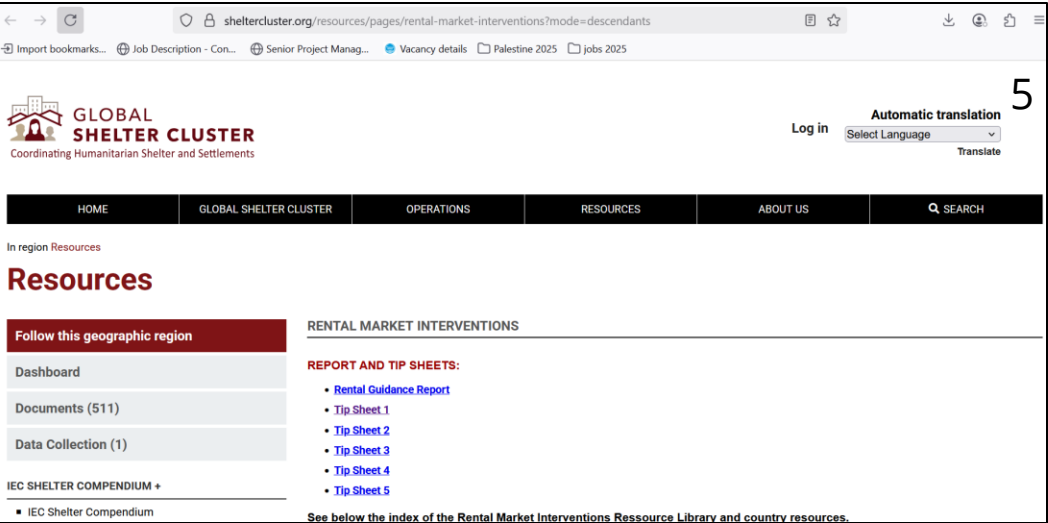 sheltercluster.org/resources/pages/rental-market-interventions?mode=descendants
Import bookmarks... Job Description - Con... Senior Project Manag... Vacancy details Palestine 2025 jobs 2025
5
GLOBAL
SHELTER CLUSTER
Coordinating Humanitarian Shelter and Settlements
Log in
Automatic translation
Select Language
Translate
HOME GLOBAL SHELTER CLUSTER OPERATIONS RESOURCES ABOUT US SEARCH
In region Resources
Resources
Follow this geographic region
Dashboard
Documents (511)
Data Collection (1)
IEC SHELTER COMPENDIUM +
▪ IEC Shelter Compendium
RENTAL MARKET INTERVENTIONS
REPORT AND TIP SHEETS:
• Rental Guidance Report
• Tip Sheet 1
• Tip Sheet 2
• Tip Sheet 3
• Tip Sheet 4
• Tip Sheet 5
See below the index of the Rental Market Interventions Ressource Library and country resources.